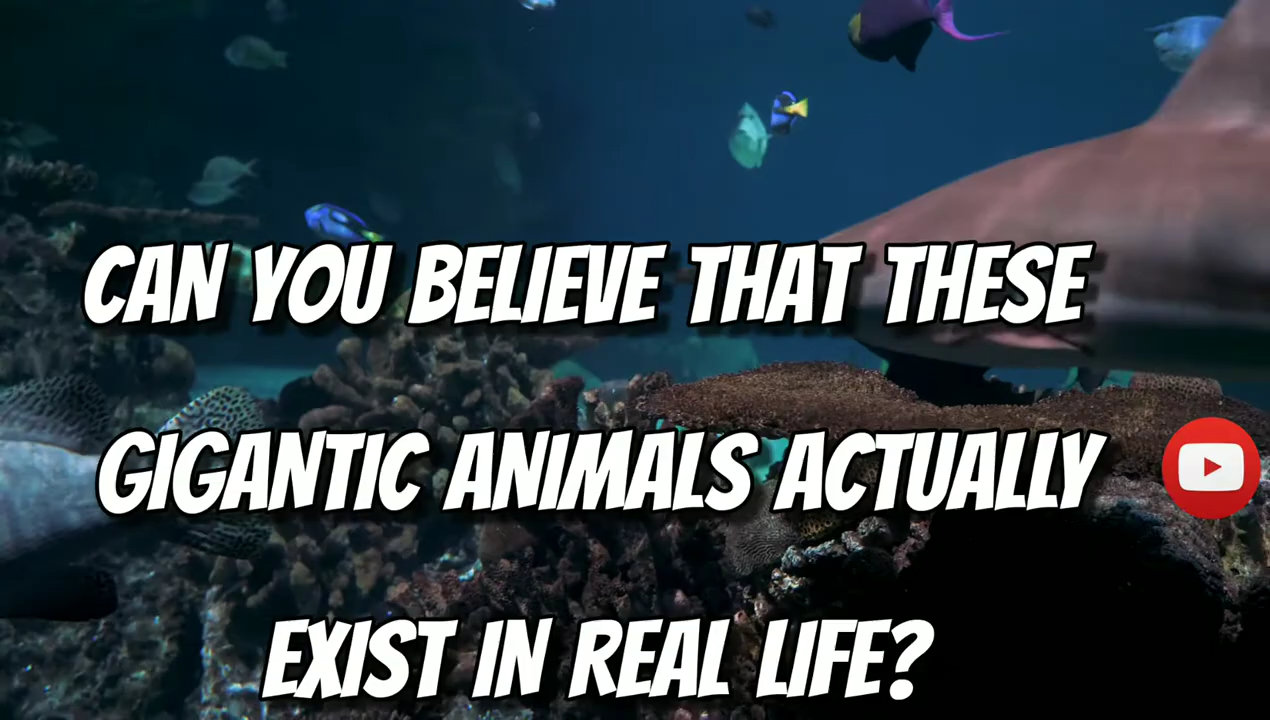 CAN YOU BELIEVE THAT THESE
GIGANTIC ANIMALS ACTUALLY
EXIST IN REAL LIFE?